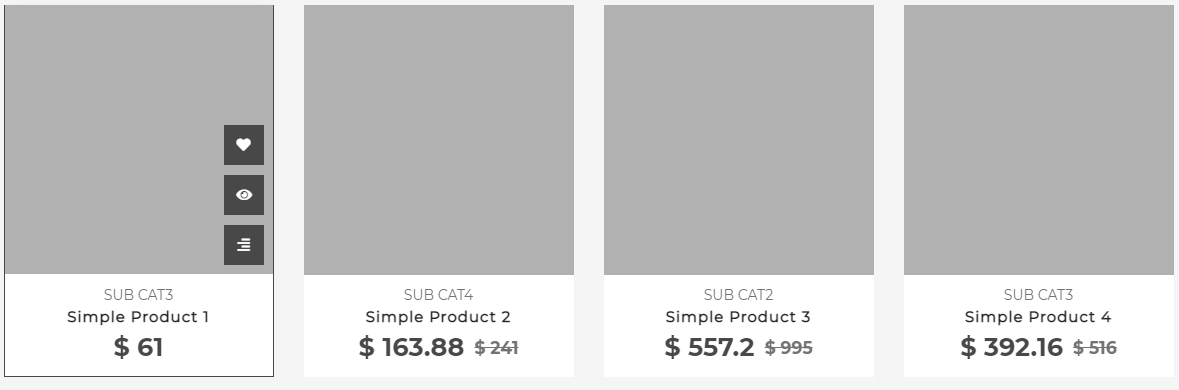 SUB CAT3
Simple Product 1
$ 61
SUB CAT4
Simple Product 2
$ 163.88 $ 241
SUB CAT2
Simple Product 3
$ 557.2 $ 995
SUB CAT3
Simple Product 4
$ 392.16 $ 516